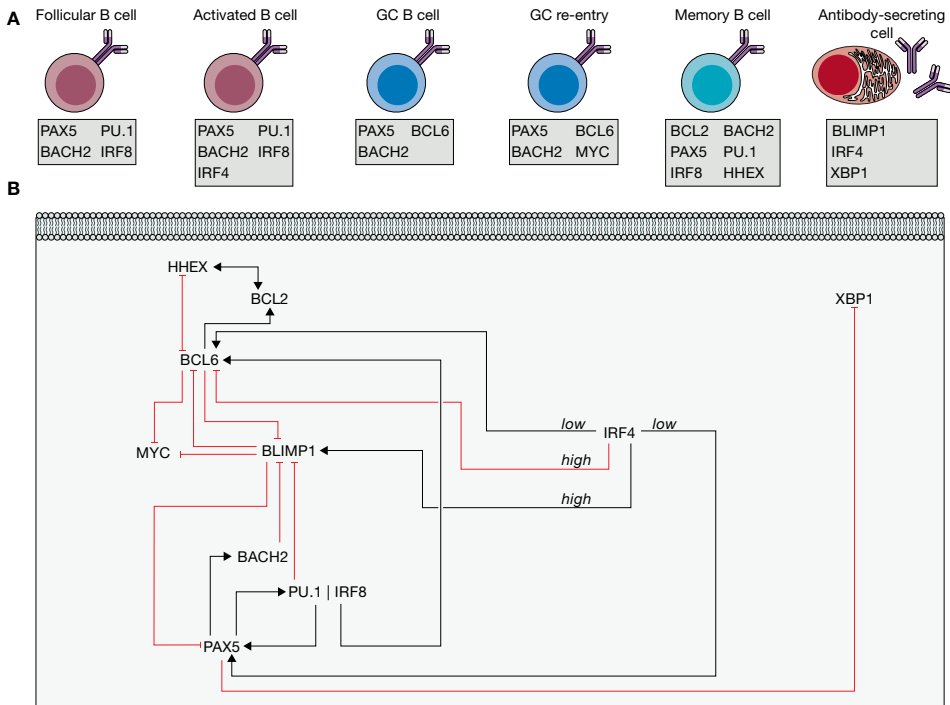 A
Follicular B cell
Activated B cell
GC B cell
GC re-entry
Memory B cell
Antibody-secreting
cell
PAX5 PU.1
BACH2 IRF8
PAX5 PU.1
BACH2 IRF8
IRF4
PAX5 BCL6
BACH2
PAX5 BCL6
BACH2 MYC
BCL2 BACH2
PAX5 PU.1
IRF8 HHEX
BLIMP1
IRF4
XBP1
B
HHEX
BCL2
XBP1
BCL6
low IRF4 low
MYC
BLIMP1
high
high
BACH2
PU.1 | IRF8
PAX5